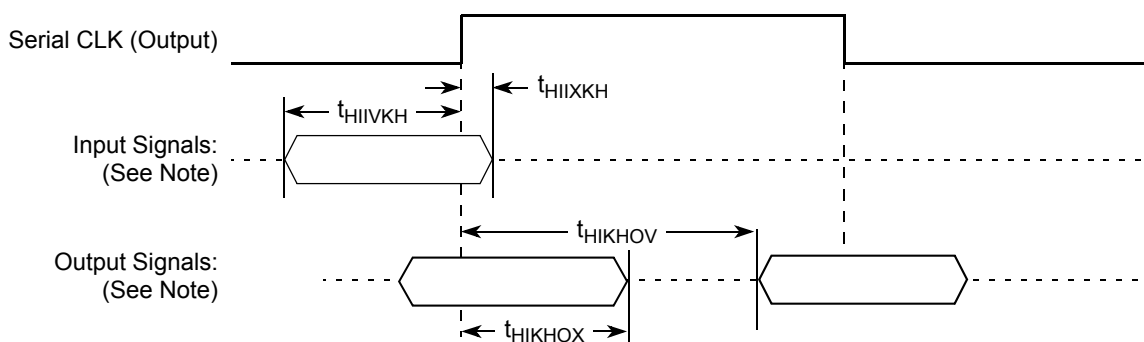 Serial CLK (Output)
tHIIXKH
tHIIVKH
Input Signals:
(See Note)
tHIKHOV
Output Signals:
(See Note)
tHIKHOX